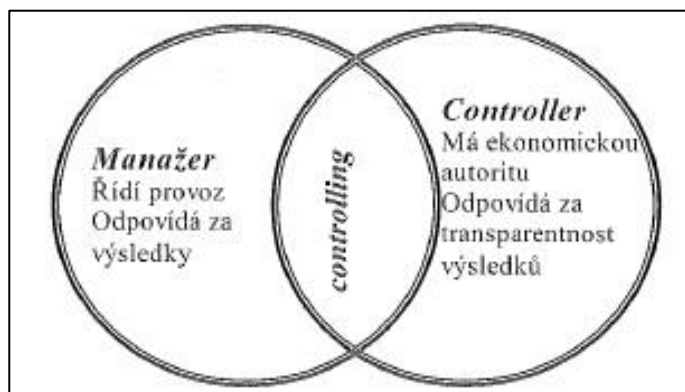 Manažer
Řídí provoz
Odpovídá za
výsledky
controlling
Controller
Má ekonomickou
autoritu
Odpovídá za
transparentnost
výsledků